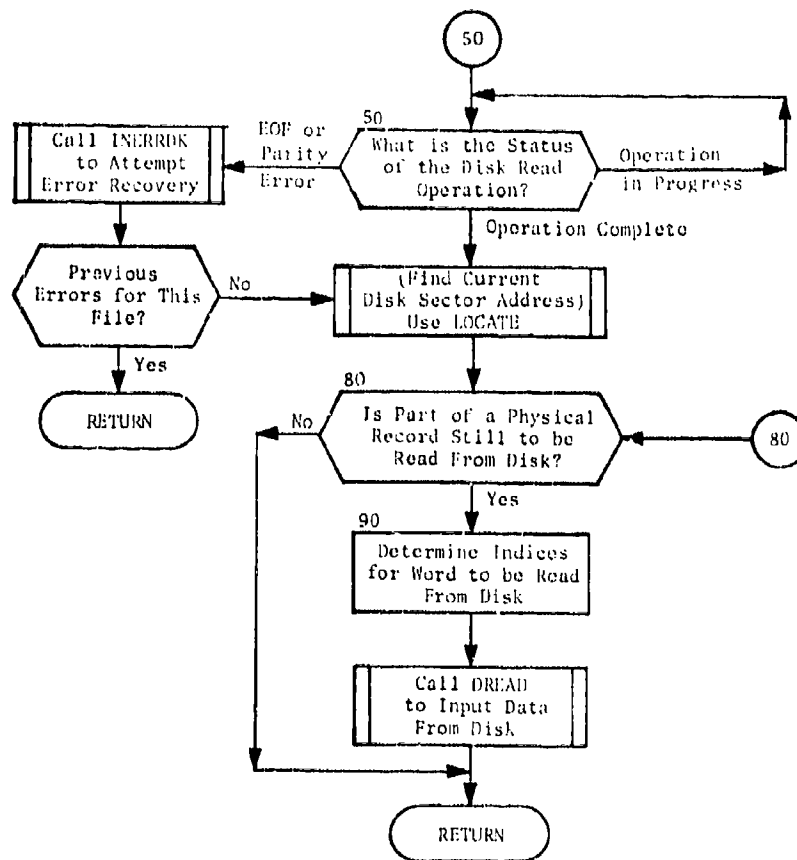 50
50
What is the Status
of the Disk Read
Operation?
EOF or
Parity
Error
Operation
in Progress
Call INERRDK
to Attempt
Error Recovery
Operation Complete
Previous
Errors for This
File?
No
(Find Current
Disk Sector Address)
Use LOCATE
Yes
RETURN
80
Is Part of a Physical
Record Still to be
Read From Disk?
No
80
Yes
90
Determine Indices
for Word to be Read
From Disk
Call DREAD
to Input Data
From Disk
RETURN